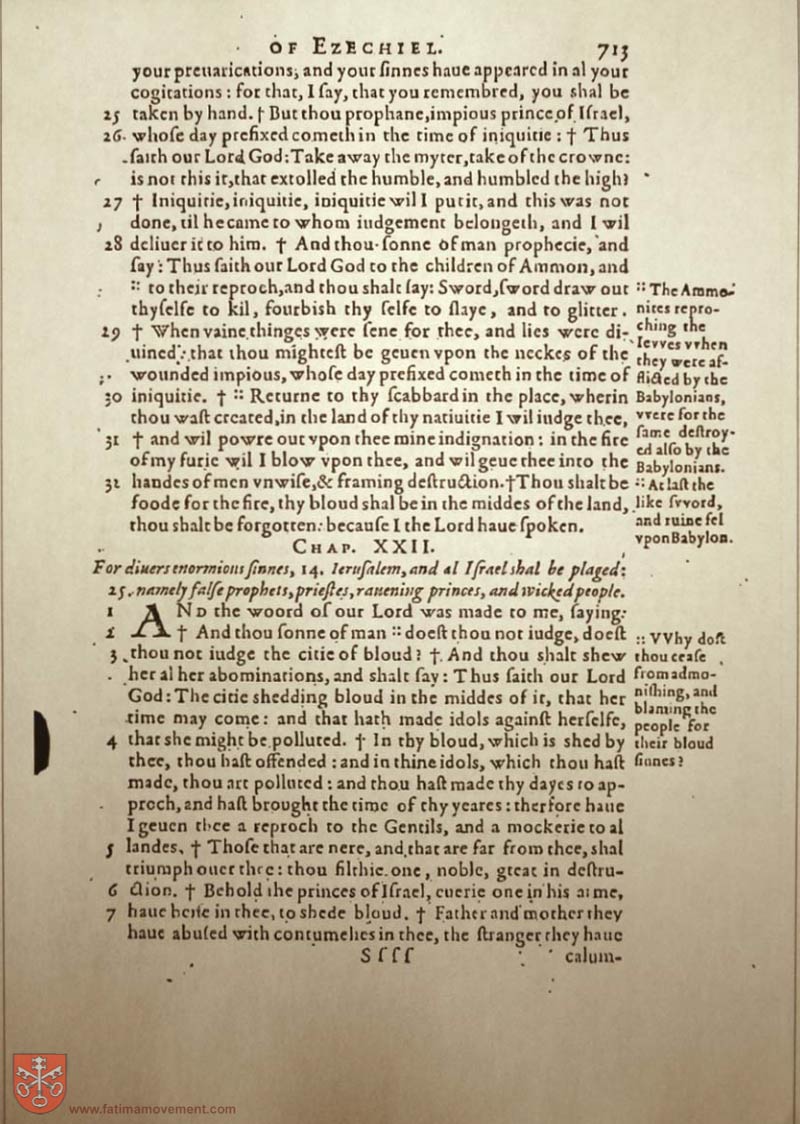 OF EZECHIEL. 713
your preuarications, and your ſinnes haue appeared in al your
cogitations : for that, I ſay, that you remembred, you shal be
25 taken by hand. † But thou prophane, impious prince of Iſrael,
26 whoſe day prefixed cometh in the time of iniquitie : † Thus
ſaith our Lord God: Take away the myter, take of the crowne:
is not this it, that extolled the humble, and humbled the high?
27 † Iniquitie, iniquitie, iniquitie wil I put it, and this was not
done, til he came to whom iudgement belongeth, and I wil
28 deliuer it to him. † And thou ſonne of man prophecie, and
ſay: Thus ſaith our Lord God to the children of Ammon, and
:: to their reproch, and thou shalt ſay: Sword, ſword draw out
thyſelfe to kil, fourbish thy ſelfe to ſlaye, and to glitter.
29 † When vaine thinges were ſene for thee, and lies were di-
uined: that thou mighteſt be geuen vpon the neckes of the
wounded impious, whoſe day prefixed cometh in the time of
30 iniquitie. † :: Returne to thy ſcabbard in the place, wherin
thou waſt created, in the land of thy natiuitie I wil iudge thee,
31 † and wil powre out vpon thee mine indignation : in the fire
of my furie wil I blow vpon thee, and wil geue thee into the
32 handes of men vnwiſe, & framing deſtruction. † Thou shalt be
foode for the fire, thy bloud shal be in the middes of the land,
thou shalt be forgotten: becauſe I the Lord haue ſpoken.
:: The Ammo-
nites repro-
ching the
Ievves vvhen
they were af-
flicted by the
Babylonians,
vvere for the
ſame deſtroy-
ed alſo by the
Babylonians.
:: At laſt the
like ſvvord,
and ruine fel
vpon Babylon.
CHAP. XXII.
For diuers enormious ſinnes, 14. Ieruſalem, and al Iſrael shal be plaged:
25. namely falſe prophets, prieſtes, rauening princes, and wicked people.
1 AND the woord of our Lord was made to me, ſaying:
2 † And thou ſonne of man :: doeſt thou not iudge, doeſt
3 thou not iudge the citie of bloud? † And thou shalt shew
her al her abominations, and shalt ſay: Thus ſaith our Lord
God: The citie shedding bloud in the middes of it, that her
time may come: and that hath made idols againſt herſelfe,
4 that she might be polluted. † In thy bloud, which is shed by
thee, thou haſt offended : and in thine idols, which thou haſt
made, thou art polluted: and thou haſt made thy dayes to ap-
proch, and haſt brought the time of thy yeares: therfore haue
I geuen thee a reproch to the Gentils, and a mockerie to al
5 landes. † Thoſe that are nere, and that are far from thee, shal
triumph ouer thee: thou filthie one, noble, great in deſtru-
6 ction. † Behold the princes of Iſrael, euerie one in his arme,
7 haue beńe in thee, to shede bloud. † Father and mother they
haue abuſed with contumelies in thee, the ſtranger they haue
:: VVhy doſt
thou ceaſe
from admo-
niſhing, and
blaming the
people for
their bloud
ſinnes?
Sſſſ calum-
www.fatimamovement.com